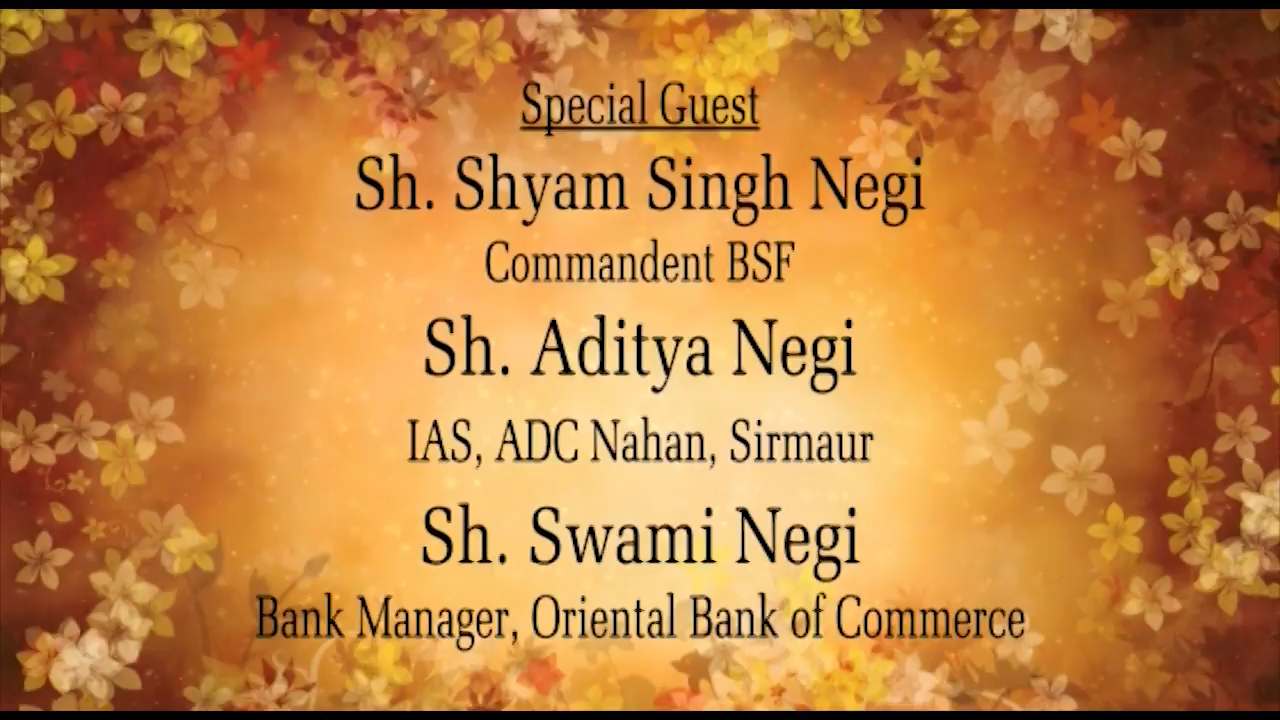 Special Guest
Sh. Shyam Singh Negi
Commandent BSF
Sh. Aditya Negi
IAS, ADC Nahan, Sirmaur
Sh. Swami Negi
Bank Manager, Oriental Bank of Commerce